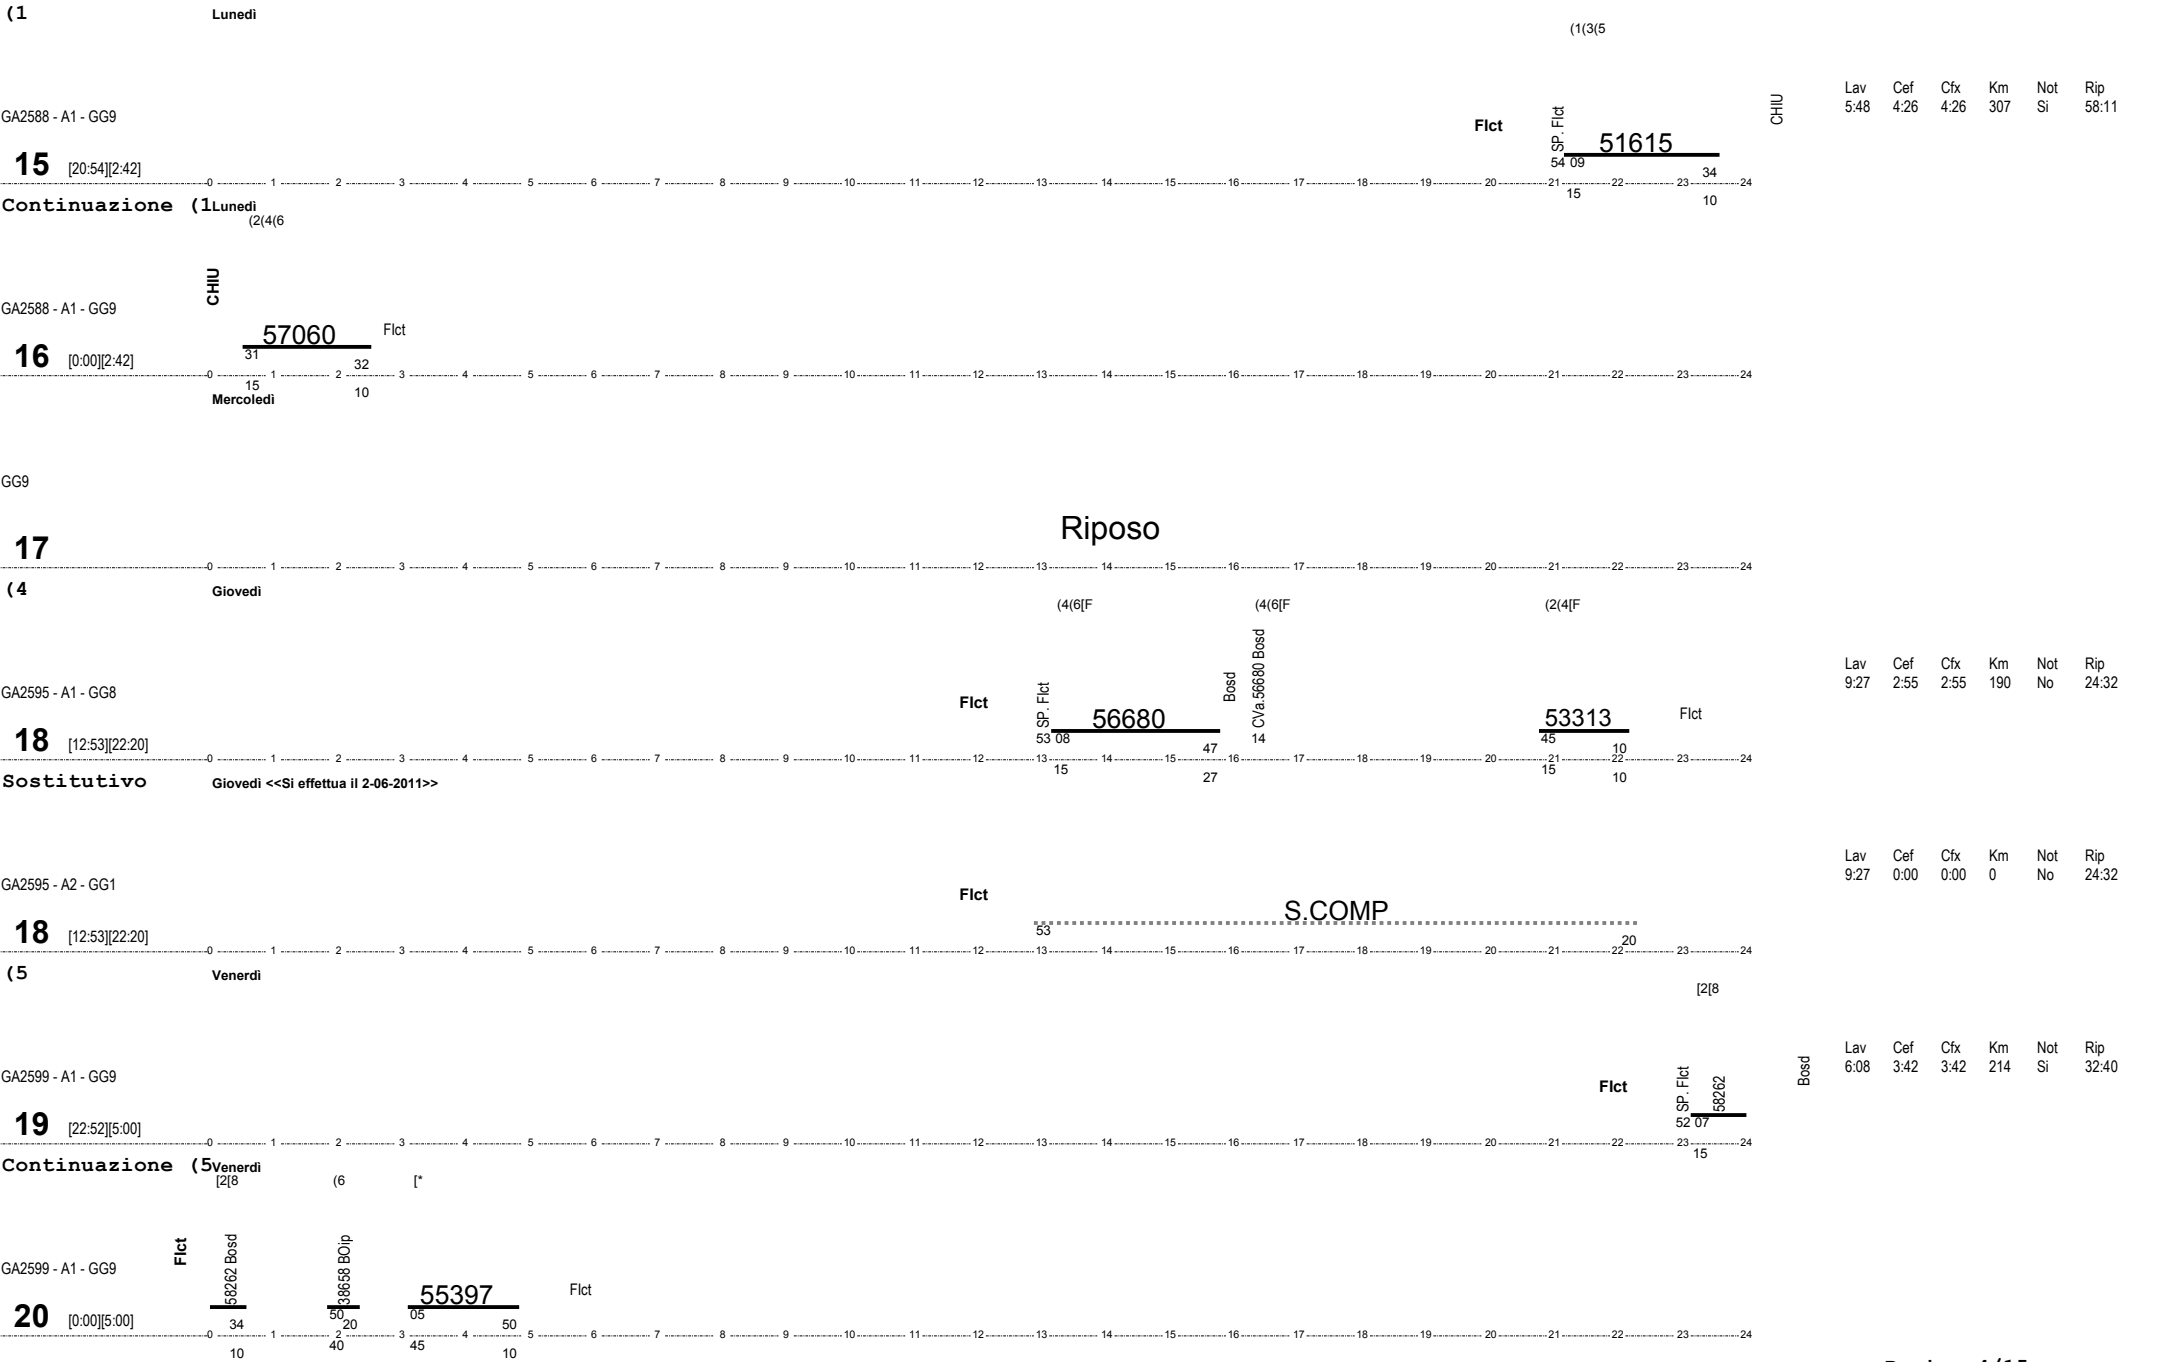 (1 Lunedì
(1(3(5
Lav Cef Cfx Km Not Rip
GA2588 - A1 - GG9 Flct SP. Flct 51615 CHIU 5:48 4:26 4:26 307 Si 58:11
54 09 34
15 [20:54][2:42]
0 1 2 3 4 5 6 7 8 9 10 11 12 13 14 15 16 17 18 19 20 21 22 23 24
15 10
Continuazione (1 Lunedì
(2(4(6
CHIU
GA2588 - A1 - GG9 57060 Flct
31 32
16 [0:00][2:42]
0 1 2 3 4 5 6 7 8 9 10 11 12 13 14 15 16 17 18 19 20 21 22 23 24
15 10
Mercoledì
GG9
Riposo
17
0 1 2 3 4 5 6 7 8 9 10 11 12 13 14 15 16 17 18 19 20 21 22 23 24
(4 Giovedì
(4(6[F (4(6[F (2(4[F
Lav Cef Cfx Km Not Rip
GA2595 - A1 - GG8 Flct SP. Flct 56680 Bosd CVa.56680 Bosd 53313 Flct 9:27 2:55 2:55 190 No 24:32
53 08 47 14 45 10
18 [12:53][22:20]
0 1 2 3 4 5 6 7 8 9 10 11 12 13 14 15 16 17 18 19 20 21 22 23 24
15 27 15 10
Sostitutivo Giovedì <<Si effettua il 2-06-2011>>
Lav Cef Cfx Km Not Rip
GA2595 - A2 - GG1 Flct S.COMP 9:27 0:00 0:00 0 No 24:32
53 20
18 [12:53][22:20]
0 1 2 3 4 5 6 7 8 9 10 11 12 13 14 15 16 17 18 19 20 21 22 23 24
(5 Venerdì
[2[8
Lav Cef Cfx Km Not Rip
GA2599 - A1 - GG9 Flct SP. Flct 58262 Bosd 6:08 3:42 3:42 214 Si 32:40
52 07
19 [22:52][5:00]
0 1 2 3 4 5 6 7 8 9 10 11 12 13 14 15 16 17 18 19 20 21 22 23 24
15
Continuazione (5 Venerdì
[2[8 (6 [*
GA2599 - A1 - GG9 Flct 58262 Bosd 38658 BOip 55397 Flct
34 50 20 05 50
20 [0:00][5:00]
0 1 2 3 4 5 6 7 8 9 10 11 12 13 14 15 16 17 18 19 20 21 22 23 24
10 40 45 10